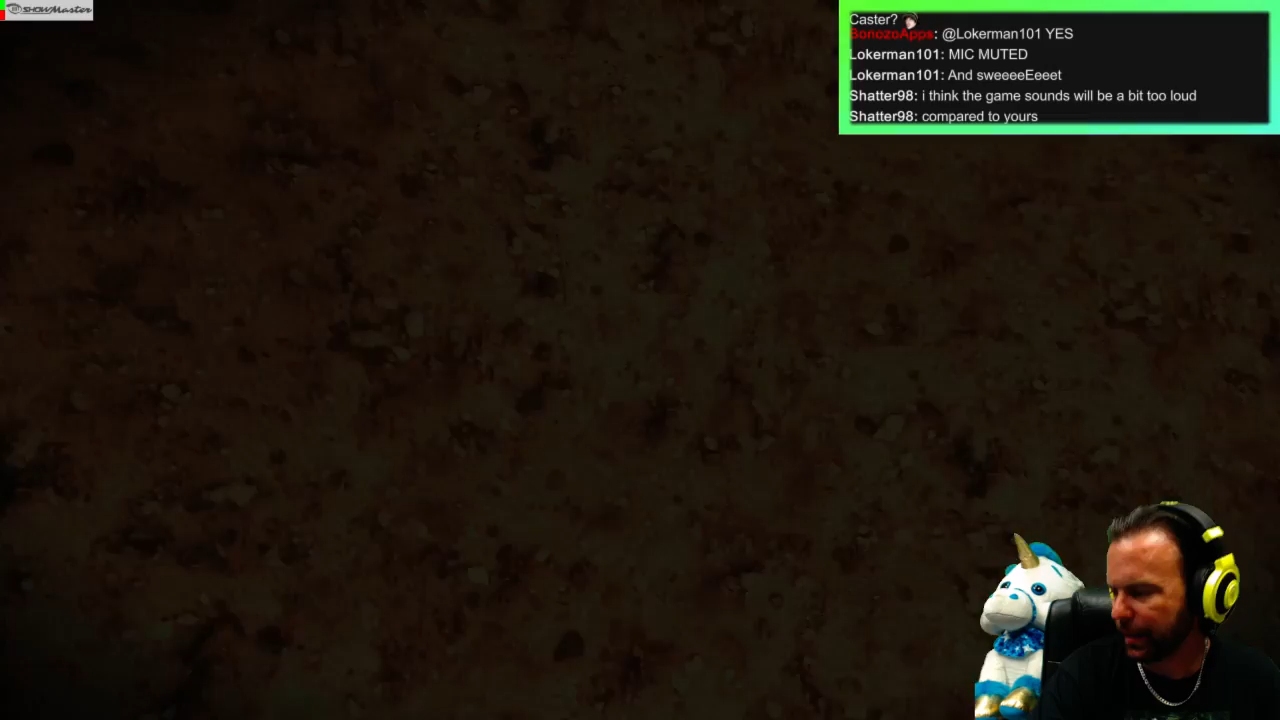 SHOWMaster
Caster?
BonozoApps: @Lokerman101 YES
Lokerman101: MIC MUTED
Lokerman101: And sweeeeEeeet
Shatter98: i think the game sounds will be a bit too loud
Shatter98: compared to yours